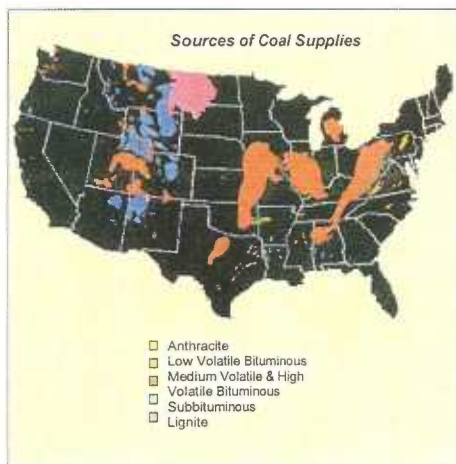 Sources of Coal Supplies
Anthracite
Low Volatile Bituminous
Medium Volatile & High
Volatile Bituminous
Subbituminous
Lignite